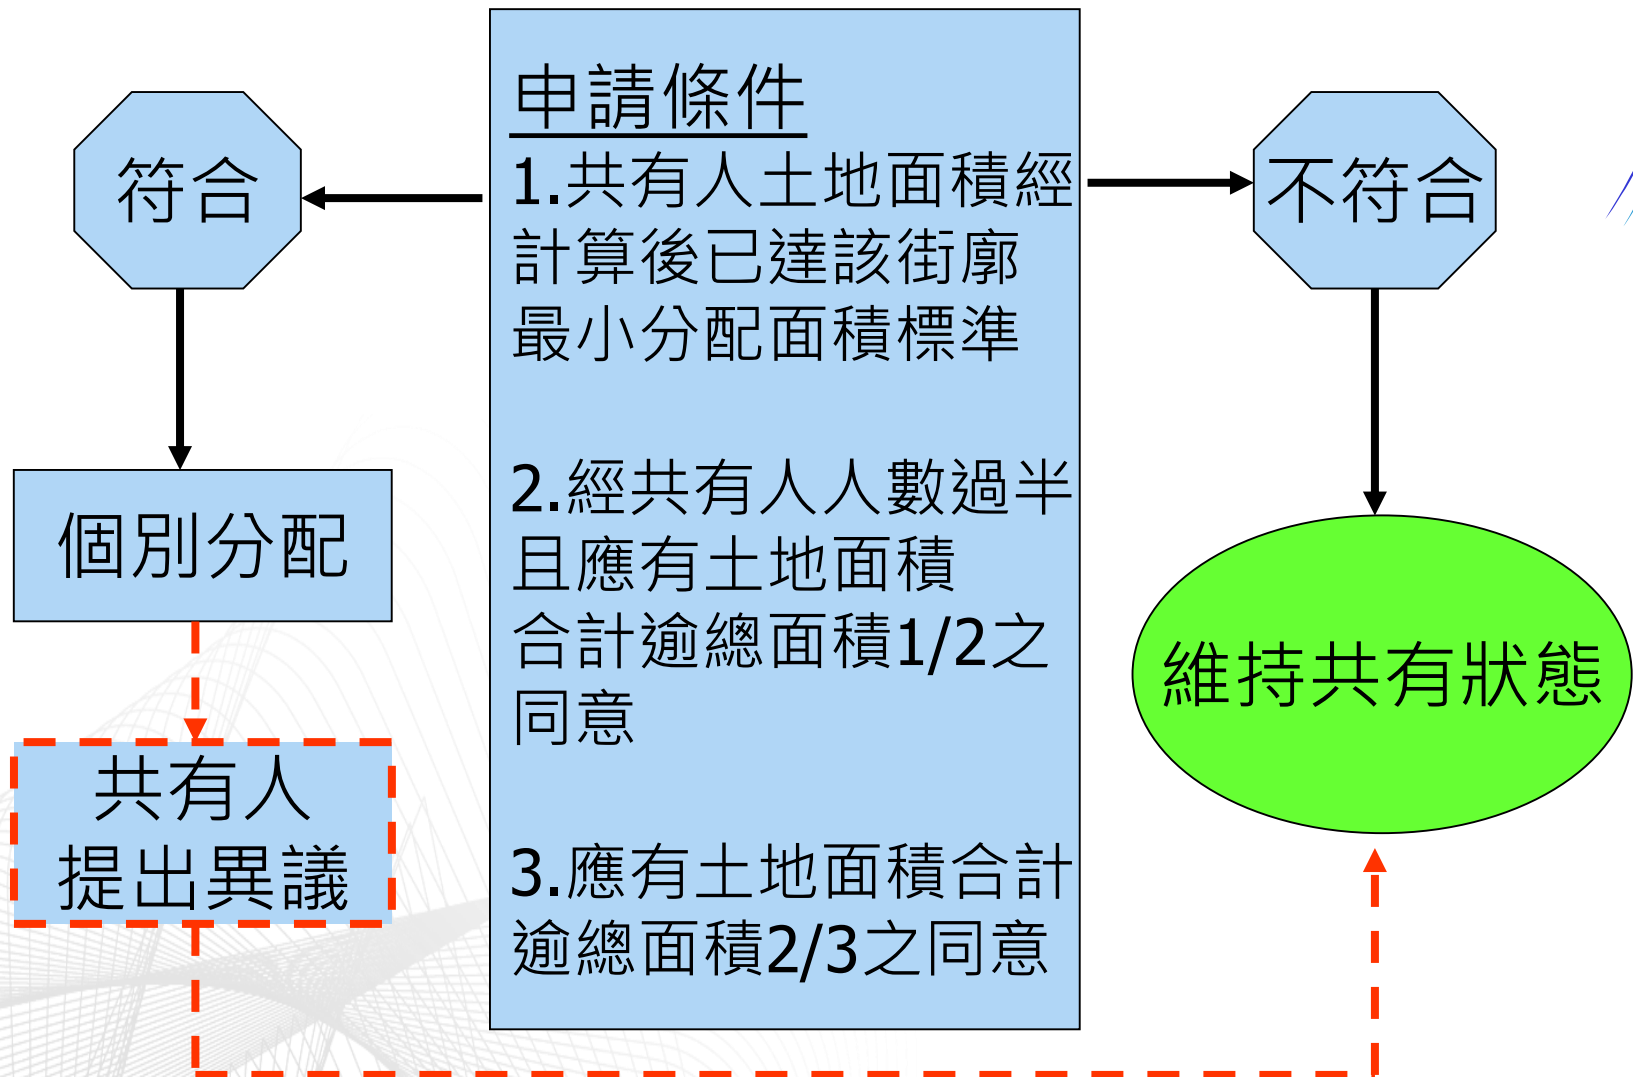 申請條件
1.共有人土地面積經
計算後已達該街廓
最小分配面積標準
2.經共有人人數過半
且應有土地面積
合計逾總面積1/2之
同意
3.應有土地面積合計
逾總面積2/3之同意
符合
個別分配
共有人
提出異議
不符合
維持共有狀態